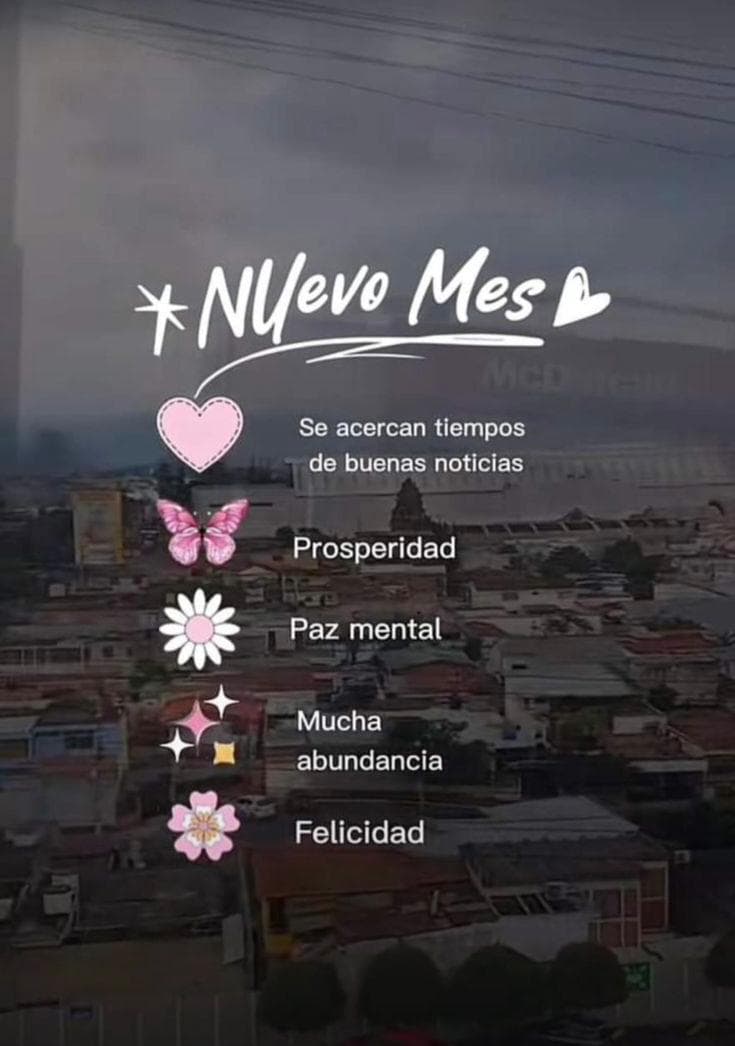 NUevo Mes
Se acercan tiempos
de buenas noticias
Prosperidad
Paz mental
Mucha
abundancia
Felicidad